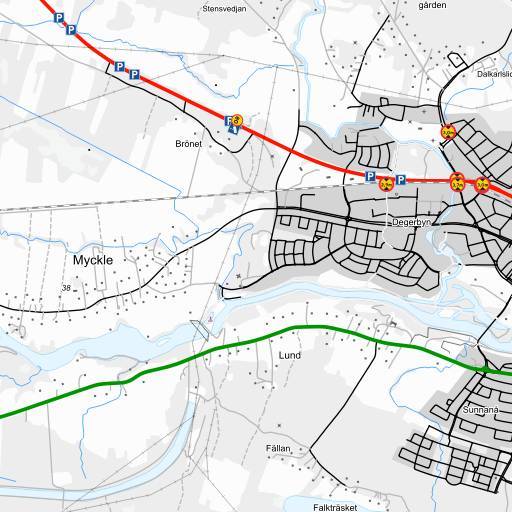 Stensvedjan
gården
P
P
P
P
Dalkarlslid
P
Brönet
P
P
Degerbyn
Myckle
38
Lund
Sunnanå
Fällan
Falkträsket